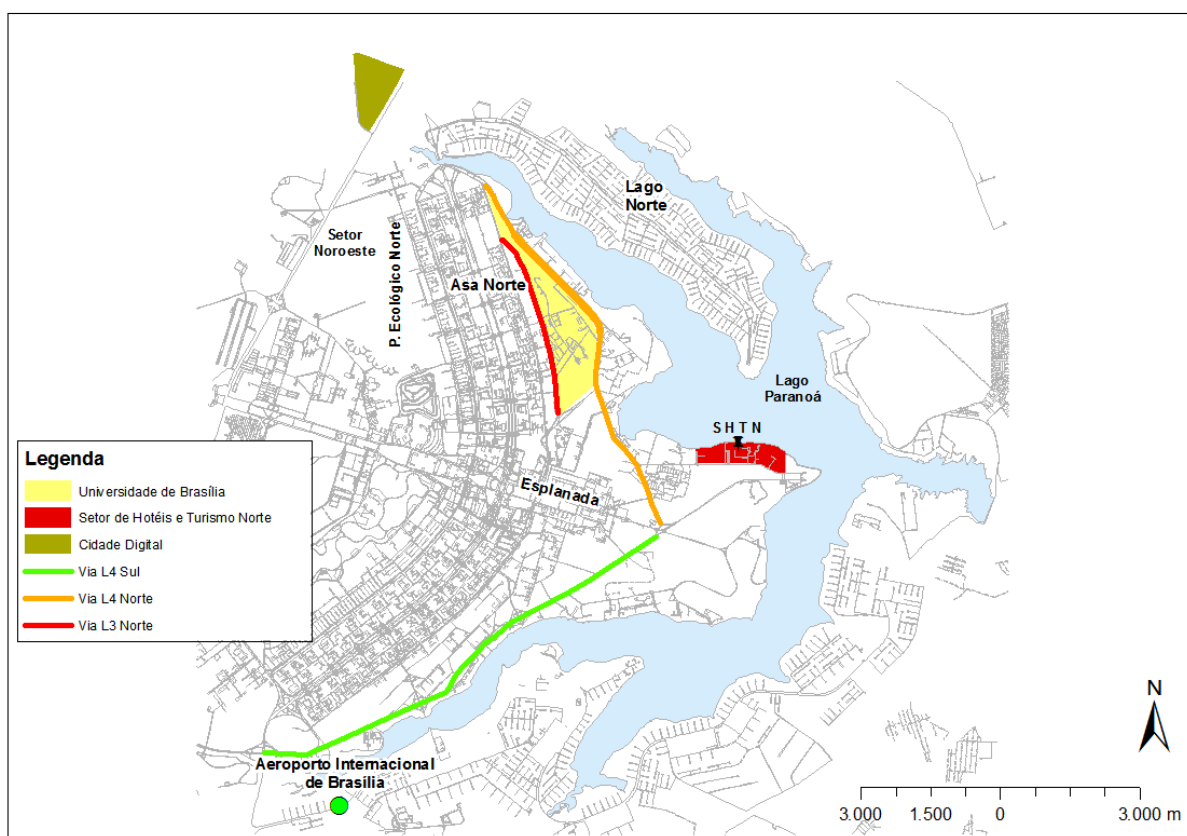 Lago
Norte
Setor
Noroeste
P. Ecológico Norte
Asa Norte
Lago
Paranoá
S H T N
Esplanada
Legenda
Universidade de Brasília
Setor de Hotéis e Turismo Norte
Cidade Digital
Via L4 Sul
Via L4 Norte
Via L3 Norte
Aeroporto Internacional
de Brasília
N
3.000 1.500 0 3.000 m